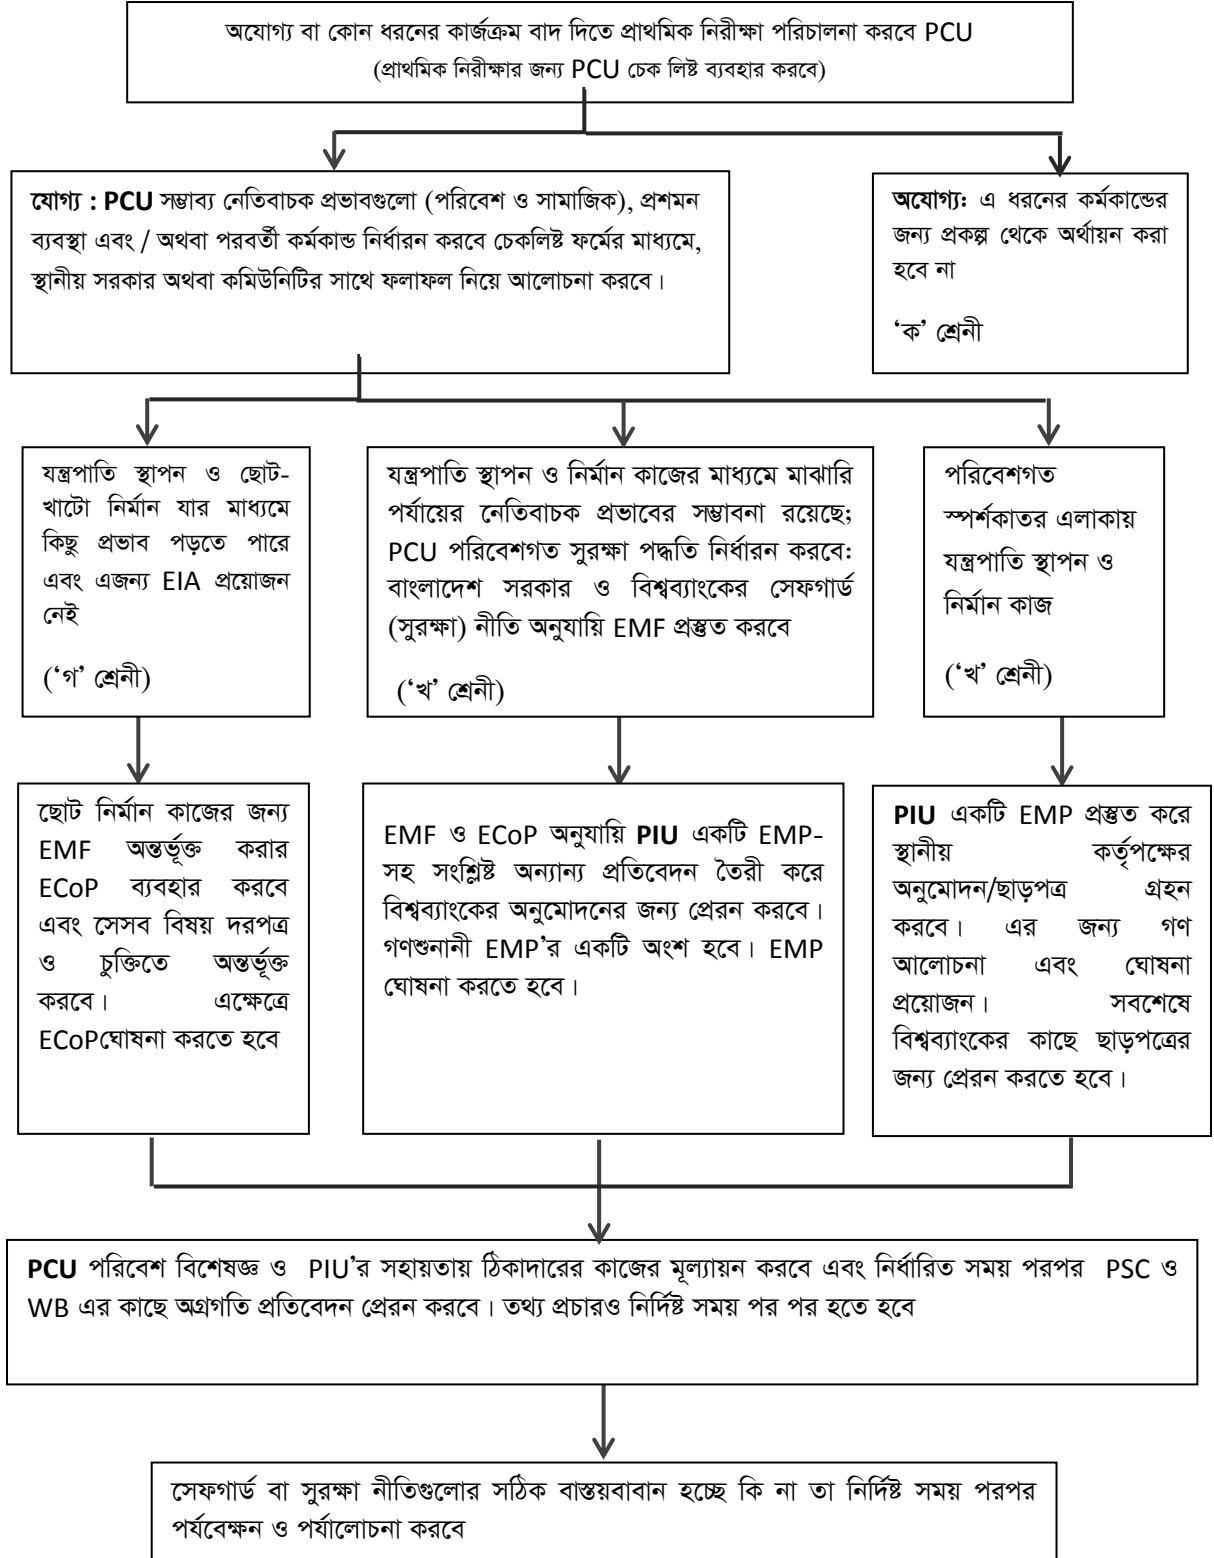 অযোগ্য বা কোন ধরনের কার্জক্রম বাদ দিতে প্রাথমিক নিরীক্ষা পরিচালনা করবে PCU
(প্রাথমিক নিরীক্ষার জন্য PCU চেক লিষ্ট ব্যবহার করবে)
যোগ্য : PCU সম্ভাব্য নেতিবাচক প্রভাবগুলো (পরিবেশ ও সামাজিক), প্রশমন
ব্যবস্থা এবং / অথবা পরবর্তী কর্মকান্ড নির্ধারন করবে চেকলিষ্ট ফর্মের মাধ্যমে,
স্থানীয় সরকার অথবা কমিউনিটির সাথে ফলাফল নিয়ে আলোচনা করবে।
অযোগ্যঃ এ ধরনের কর্মকান্ডের
জন্য প্রকল্প থেকে অর্থায়ন করা
হবে না
‘ক’ শ্রেনী
যন্ত্রপাতি স্থাপন ও ছোট-
খাটো নির্মান যার মাধ্যমে
কিছু প্রভাব পড়তে পারে
এবং এজন্য EIA প্রয়োজন
নেই
(‘গ’ শ্রেনী)
যন্ত্রপাতি স্থাপন ও নির্মান কাজের মাধ্যমে মাঝারি
পর্যায়ের নেতিবাচক প্রভাবের সম্ভাবনা রয়েছে;
PCU পরিবেশগত সুরক্ষা পদ্ধতি নির্ধারন করবে:
বাংলাদেশ সরকার ও বিশ্বব্যাংকের সেফগার্ড
(সুরক্ষা) নীতি অনুযায়ি EMF প্রস্তুত করবে
(‘খ’ শ্রেনী)
পরিবেশগত
স্পর্শকাতর এলাকায়
যন্ত্রপাতি স্থাপন ও
নির্মান কাজ
(‘খ’ শ্রেনী)
ছোট নির্মান কাজের জন্য
EMF অন্তর্ভূক্ত করার
ECoP ব্যবহার করবে
এবং সেসব বিষয় দরপত্র
ও চুক্তিতে অন্তর্ভূক্ত
করবে। এক্ষেত্রে
ECoPঘোষনা করতে হবে
EMF ও ECoP অনুযায়ি PIU একটি EMP-
সহ সংশ্লিষ্ট অন্যান্য প্রতিবেদন তৈরী করে
বিশ্বব্যাংকের অনুমোদনের জন্য প্রেরন করবে।
গণশুনানী EMP’র একটি অংশ হবে। EMP
ঘোষনা করতে হবে।
PIU একটি EMP প্রস্তুত করে
স্থানীয় কর্তৃপক্ষের
অনুমোদন/ছাড়পত্র গ্রহন
করবে। এর জন্য গণ
আলোচনা এবং ঘোষনা
প্রয়োজন। সবশেষে
বিশ্বব্যাংকের কাছে ছাড়পত্রের
জন্য প্রেরন করতে হবে।
PCU পরিবেশ বিশেষজ্ঞ ও PIU’র সহায়তায় ঠিকাদারের কাজের মূল্যায়ন করবে এবং নির্ধারিত সময় পরপর PSC ও
WB এর কাছে অগ্রগতি প্রতিবেদন প্রেরন করবে। তথ্য প্রচারও নির্দিষ্ট সময় পর পর হতে হবে
সেফগার্ড বা সুরক্ষা নীতিগুলোর সঠিক বাস্তয়বাবান হচ্ছে কি না তা নির্দিষ্ট সময় পরপর
পর্যবেক্ষন ও পর্যালোচনা করবে